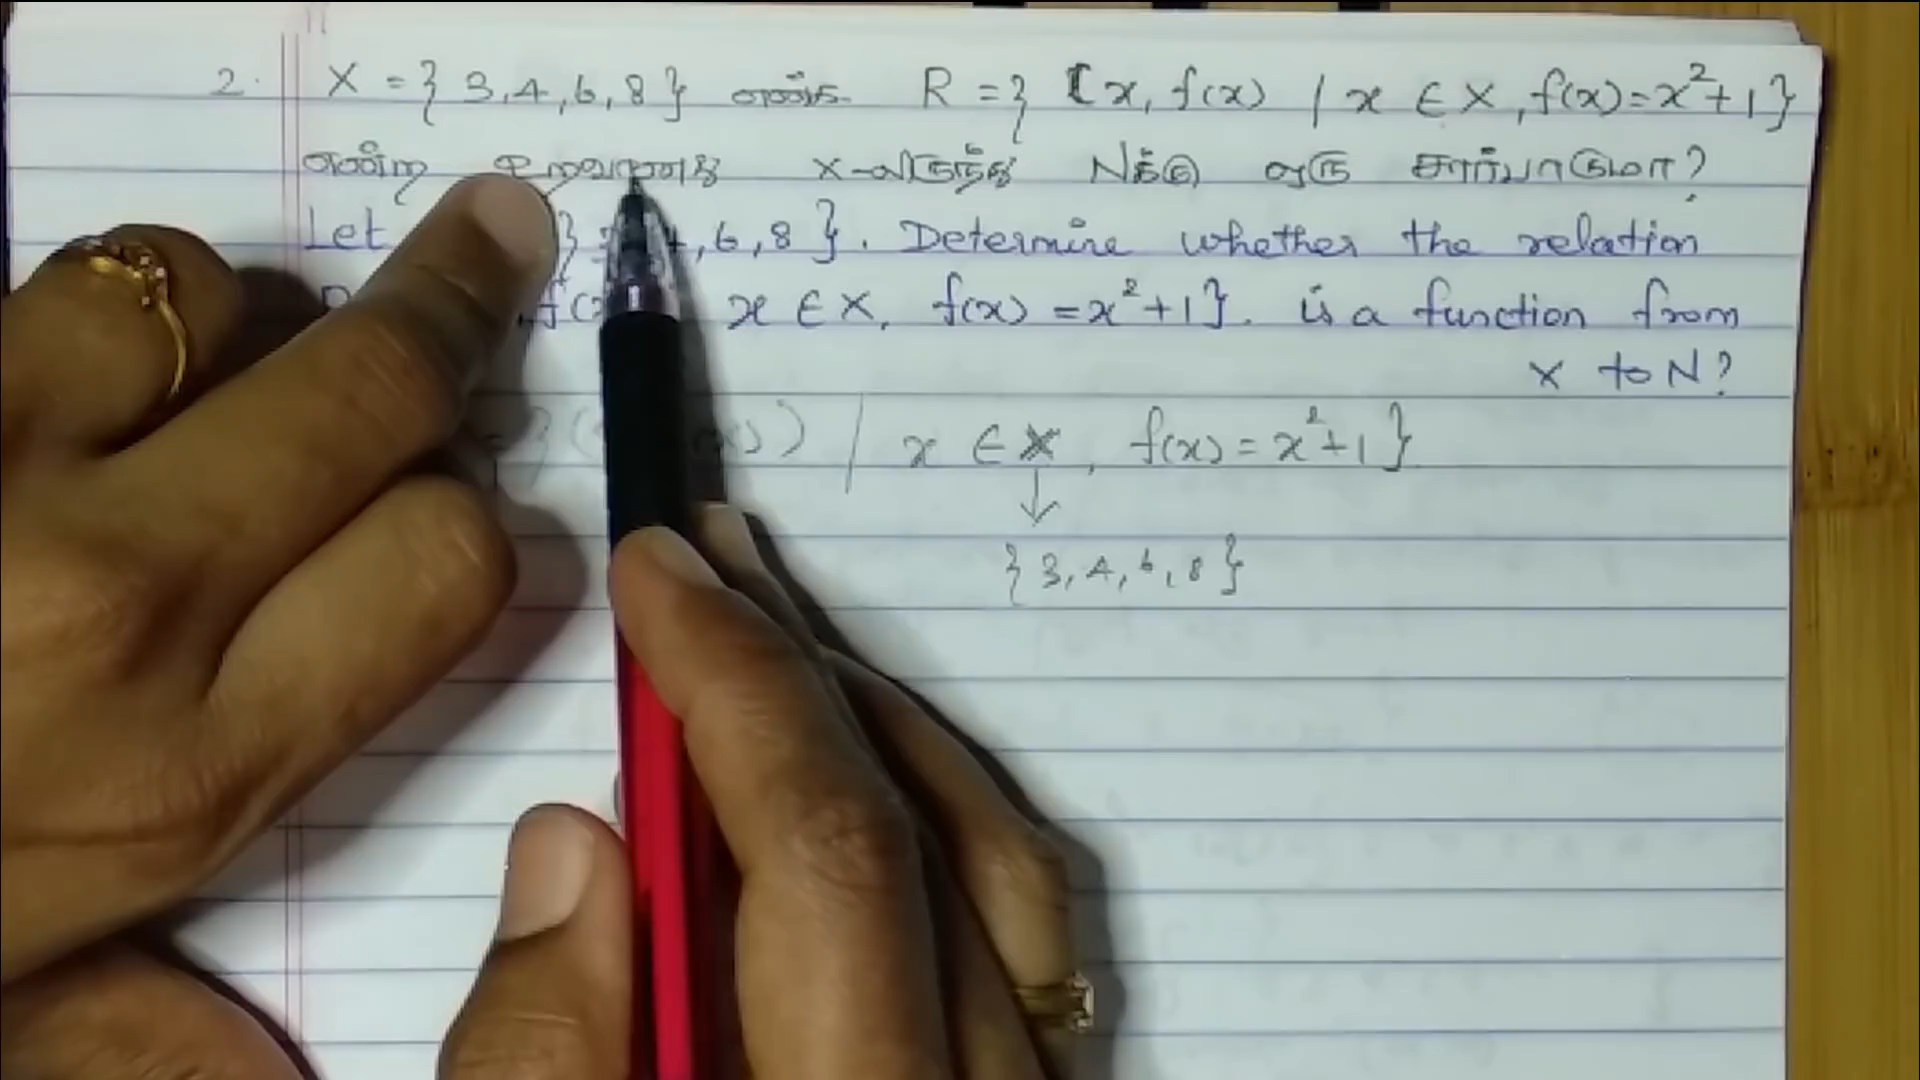 2. X = { 3, 4, 6, 8 } என்க R = { (x, f(x) / x ∈ X, f(x) = x²+1 }
என்ற உறவானது X-லிருந்து Nக்கு ஒரு சார்பாகுமா?
Let } , 6, 8 }. Determine whether the relation
x ∈ X, f(x) = x²+1 }. is a function from
X to N?
) / x ∈ X, f(x) = x²+1 }
↓
{ 3, 4, 6, 8 }